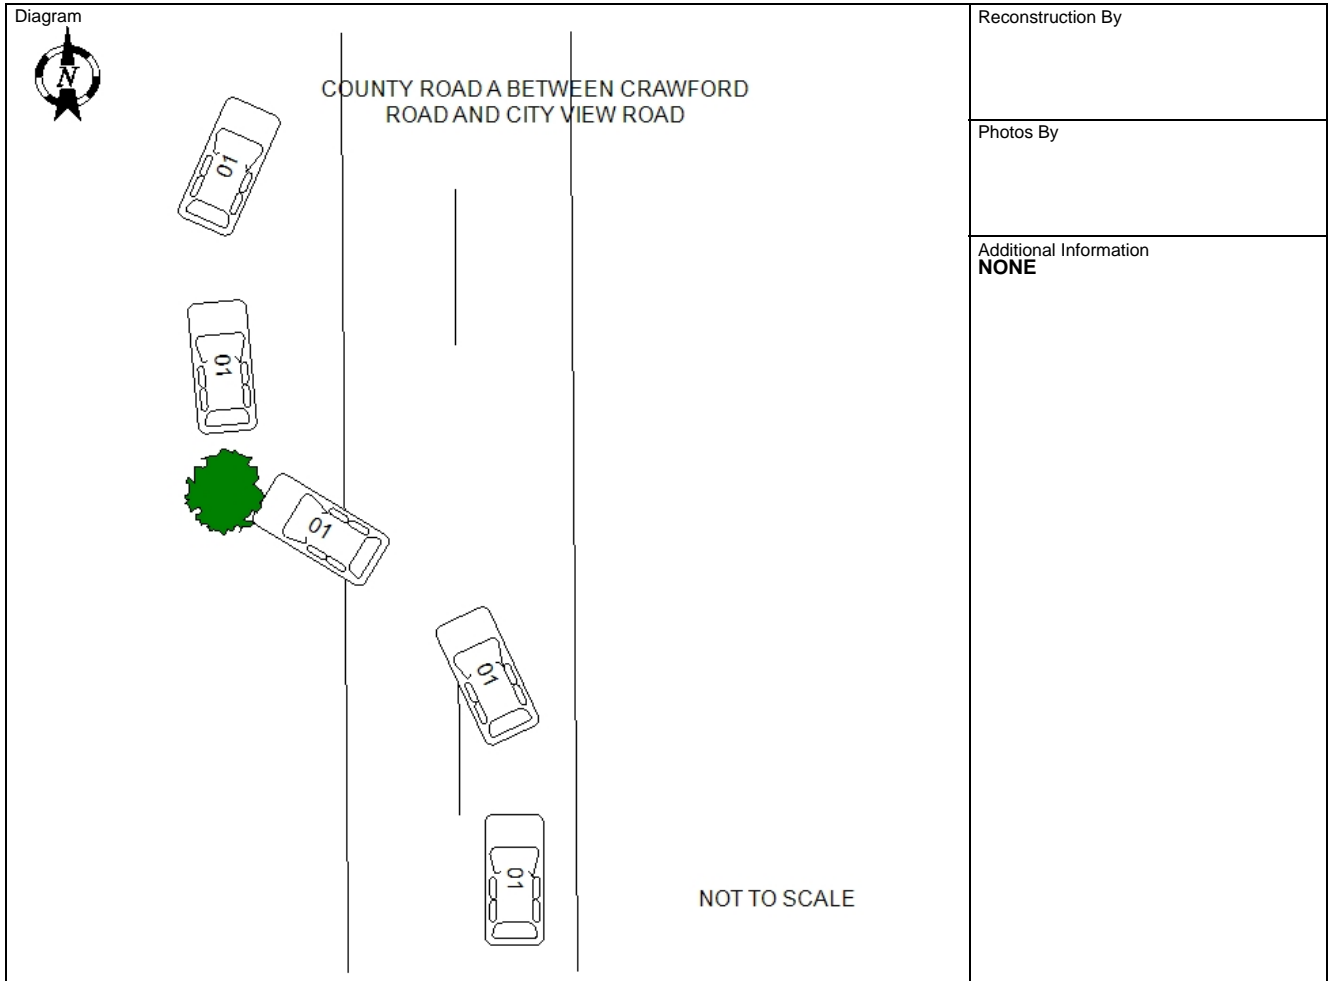 Diagram
N
COUNTY ROAD A BETWEEN CRAWFORD
ROAD AND CITY VIEW ROAD
01
01
01
01
01
NOT TO SCALE
Reconstruction By
Photos By
Additional Information
NONE